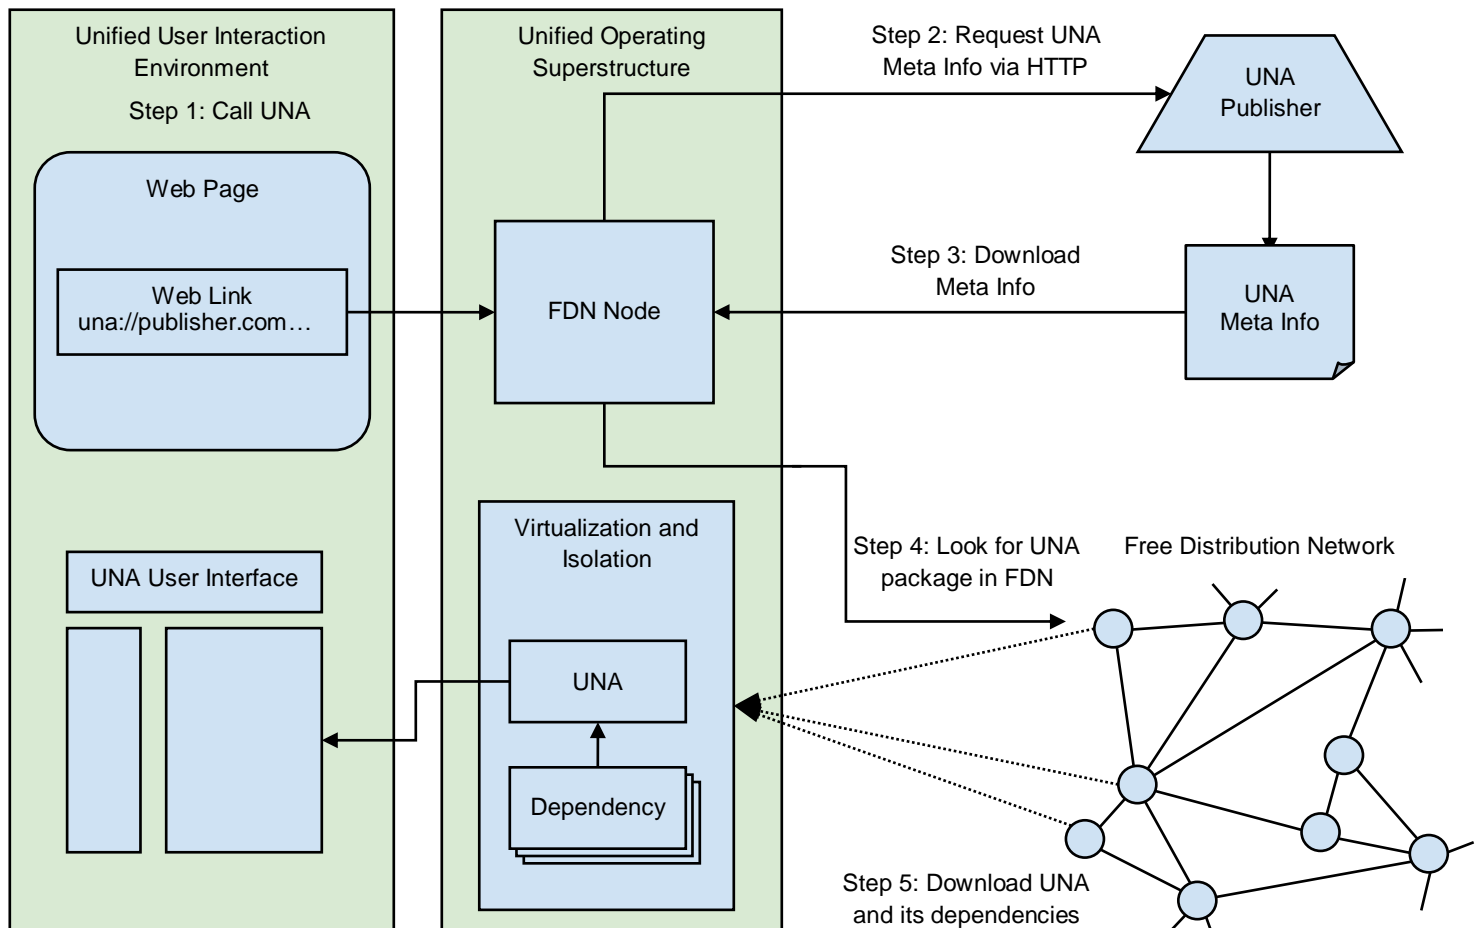 Unified User Interaction
Environment
Step 1: Call UNA
Web Page
Web Link
una://publisher.com…
UNA User Interface
Unified Operating
Superstructure
FDN Node
Virtualization and
Isolation
UNA
Dependency
Step 2: Request UNA
Meta Info via HTTP
UNA
Publisher
Step 3: Download
Meta Info
UNA
Meta Info
Step 4: Look for UNA
package in FDN
Free Distribution Network
Step 5: Download UNA
and its dependencies